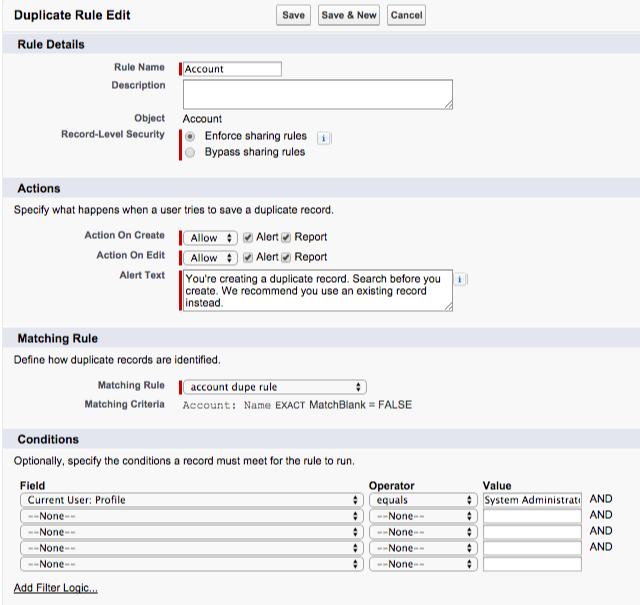 Duplicate Rule Edit Save Save & New Cancel
Rule Details
Rule Name Account
Description
Object Account
Record-Level Security Enforce sharing rules i
Bypass sharing rules
Actions
Specify what happens when a user tries to save a duplicate record.
Action On Create Allow Alert Report
Action On Edit Allow Alert Report
Alert Text You're creating a duplicate record. Search before you i
create. We recommend you use an existing record
instead.
Matching Rule
Define how duplicate records are identified.
Matching Rule account dupe rule
Matching Criteria Account: Name EXACT MatchBlank = FALSE
Conditions
Optionally, specify the conditions a record must meet for the rule to run.
Field Operator Value
Current User: Profile equals System Administrat AND
--None-- --None-- AND
--None-- --None-- AND
--None-- --None-- AND
--None-- --None--
Add Filter Logic...